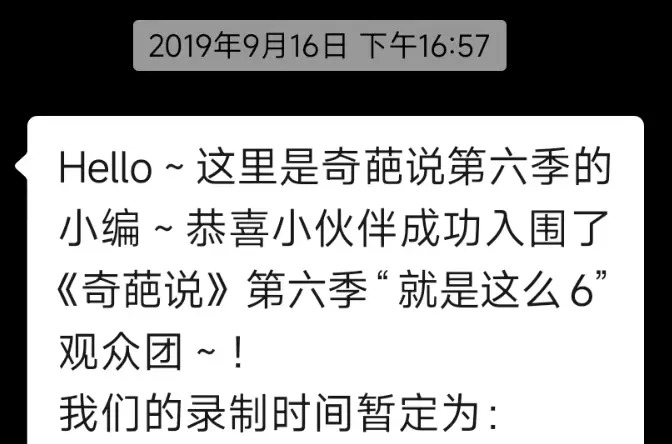 2019年9月16日 下午16:57
Hello ~ 这里是奇葩说第六季的
小编 ~ 恭喜小伙伴成功入围了
《奇葩说》第六季“就是这么6”
观众团 ~！
我们的录制时间暂定为：